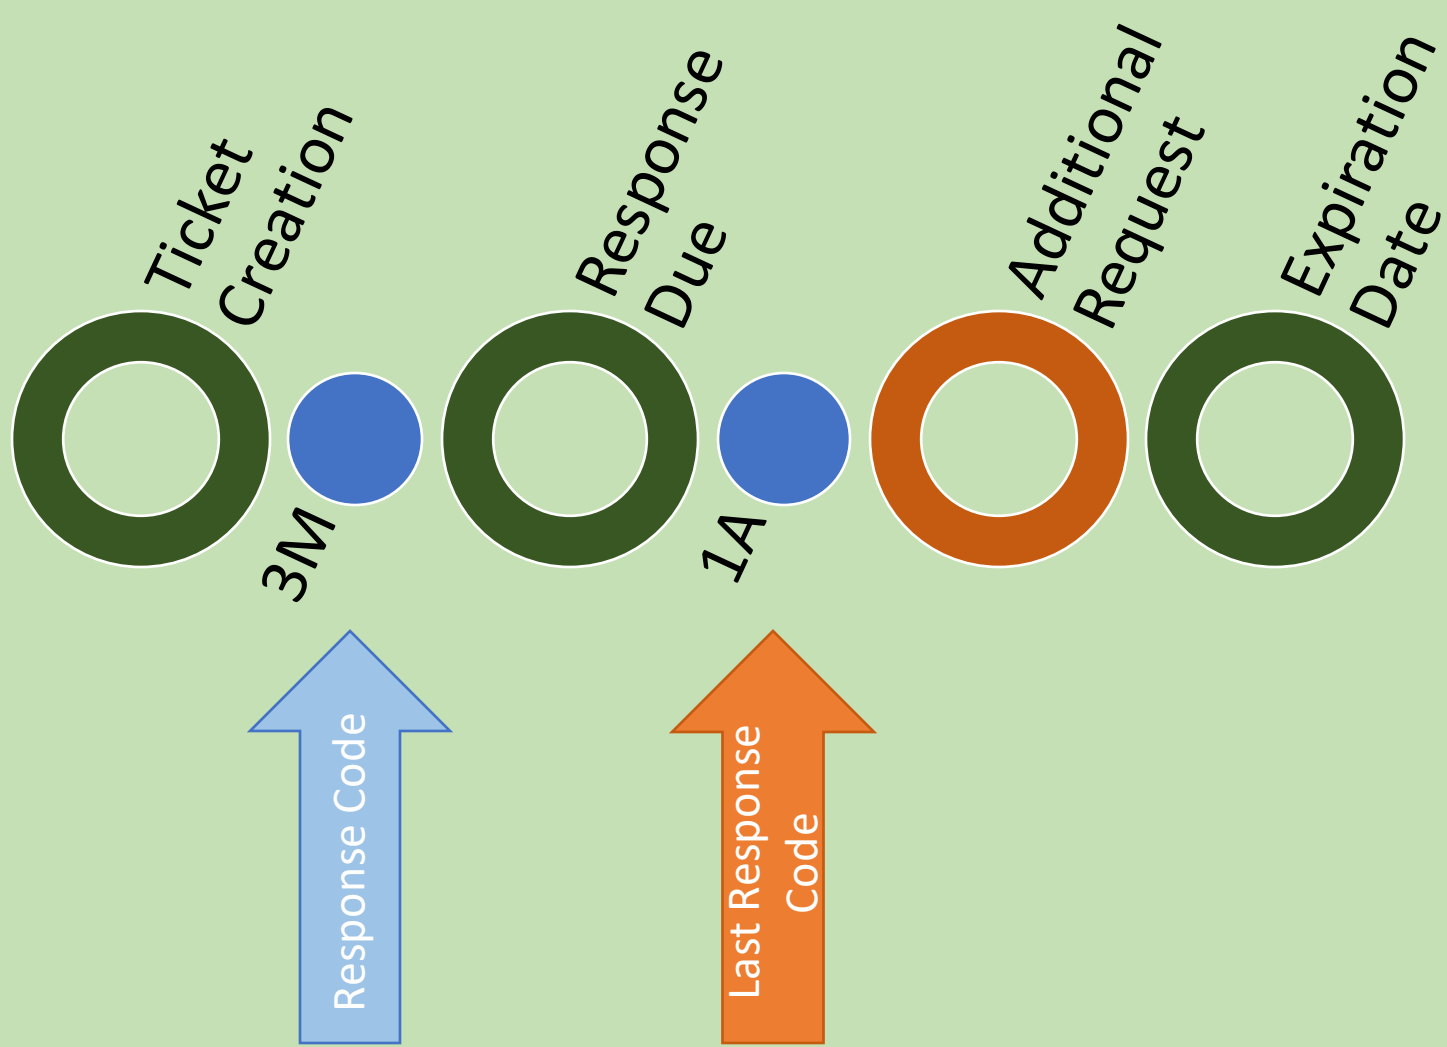 Ticket
Creation
3M
Response
Due
1A
Additional
Request
Expiration
Date
Response Code
Last Response
Code